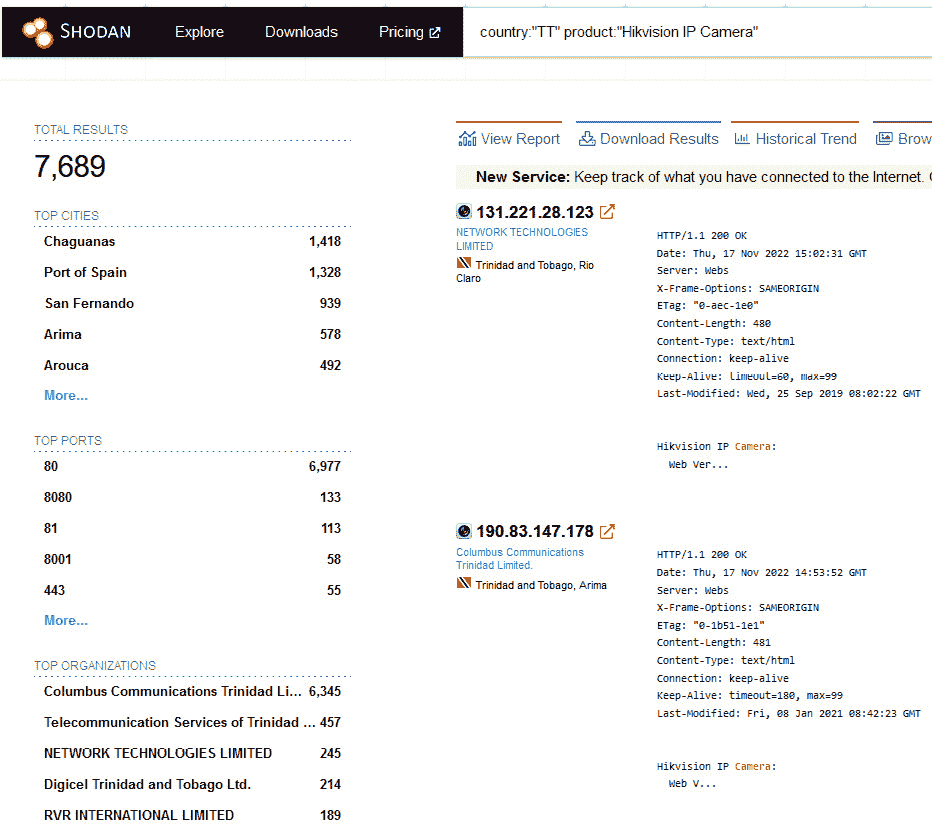 SHODAN Explore Downloads Pricing country:"TT" product:"Hikvision IP Camera"
TOTAL RESULTS
7,689
TOP CITIES
Chaguanas 1,418
Port of Spain 1,328
San Fernando 939
Arima 578
Arouca 492
More...
TOP PORTS
80 6,977
8080 133
81 113
8001 58
443 55
More...
TOP ORGANIZATIONS
Columbus Communications Trinidad Li... 6,345
Telecommunication Services of Trinidad ... 457
NETWORK TECHNOLOGIES LIMITED 245
Digicel Trinidad and Tobago Ltd. 214
RVR INTERNATIONAL LIMITED 189
View Report Download Results Historical Trend Brow
New Service: Keep track of what you have connected to the Internet.
131.221.28.123
NETWORK TECHNOLOGIES
LIMITED
Trinidad and Tobago, Rio
Claro
HTTP/1.1 200 OK
Date: Thu, 17 Nov 2022 15:02:31 GMT
Server: Webs
X-Frame-Options: SAMEORIGIN
ETag: "0-aec-1e0"
Content-Length: 480
Content-Type: text/html
Connection: keep-alive
Keep-Alive: timeout=60, max=99
Last-Modified: Wed, 25 Sep 2019 08:02:22 GMT
Hikvision IP Camera:
Web Ver...
190.83.147.178
Columbus Communications
Trinidad Limited.
Trinidad and Tobago, Arima
HTTP/1.1 200 OK
Date: Thu, 17 Nov 2022 14:53:52 GMT
Server: Webs
X-Frame-Options: SAMEORIGIN
ETag: "0-1b51-1e1"
Content-Length: 481
Content-Type: text/html
Connection: keep-alive
Keep-Alive: timeout=180, max=99
Last-Modified: Fri, 08 Jan 2021 08:42:23 GMT
Hikvision IP Camera:
Web V...